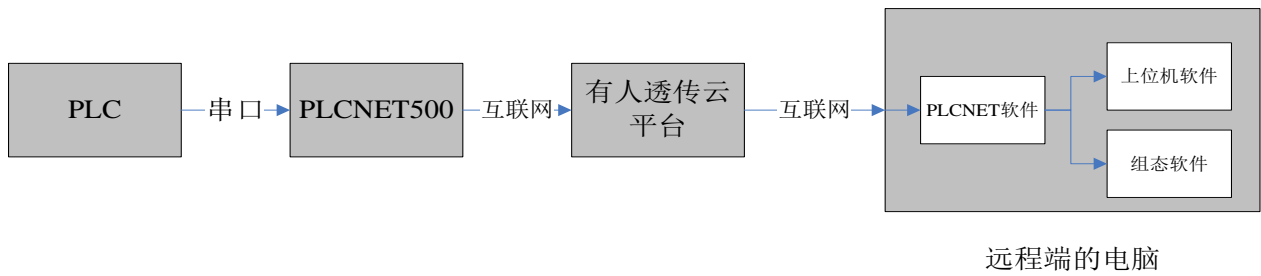 PLC
串口
PLCNET500
互联网
有人透传云
平台
互联网
PLCNET软件
上位机软件
组态软件
远程端的电脑